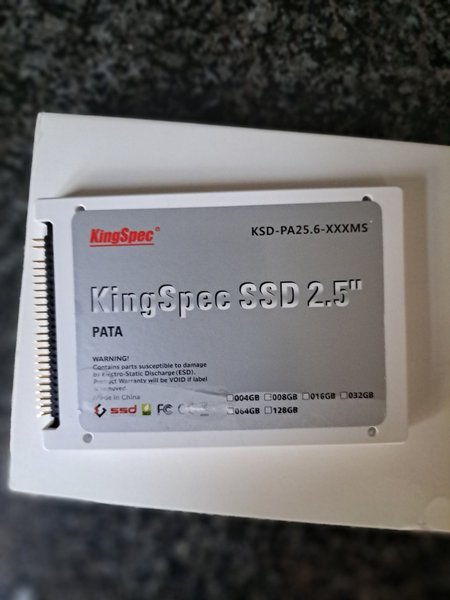 KingSpec® KSD-PA25.6-XXXMS
KingSpec SSD 2.5"
PATA
WARNING!
Contains parts susceptible to damage
by Electro-Static Discharge (ESD).
Product Warranty will be VOID if label
is removed
Made in China
004GB 008GB 016GB 032GB
ssd FC 064GB 128GB